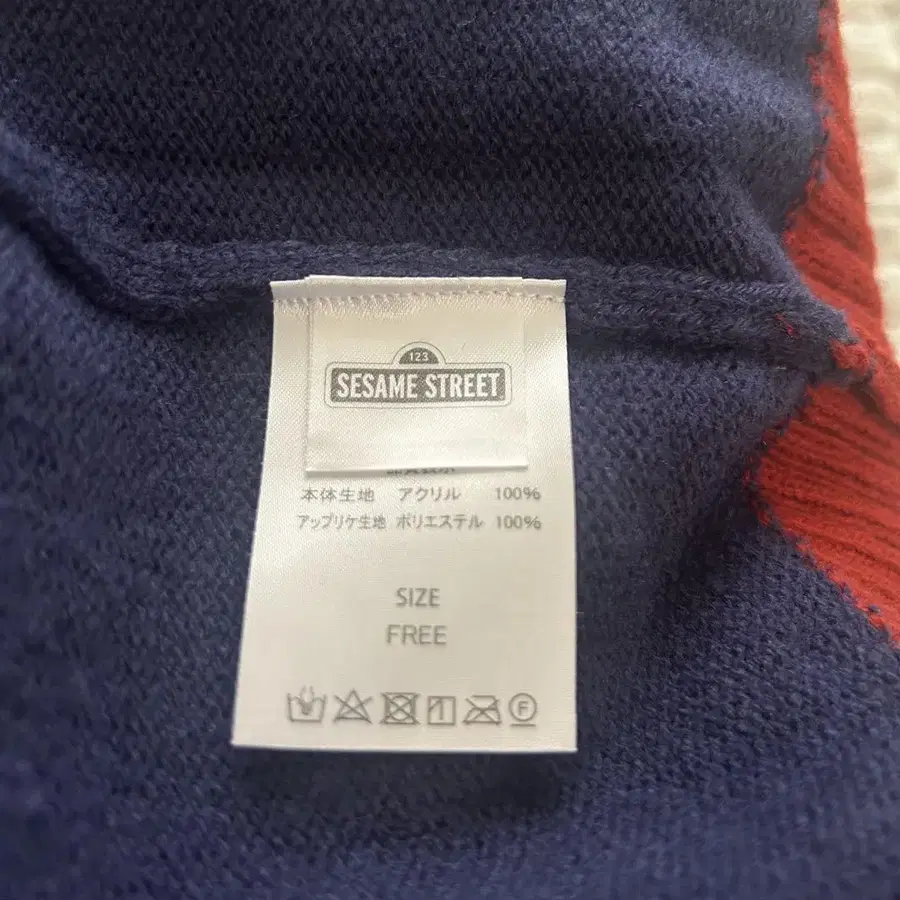 123
SESAME STREET
本体生地 アクリル 100%
アップリケ生地 ポリエステル 100%
SIZE
FREE
F